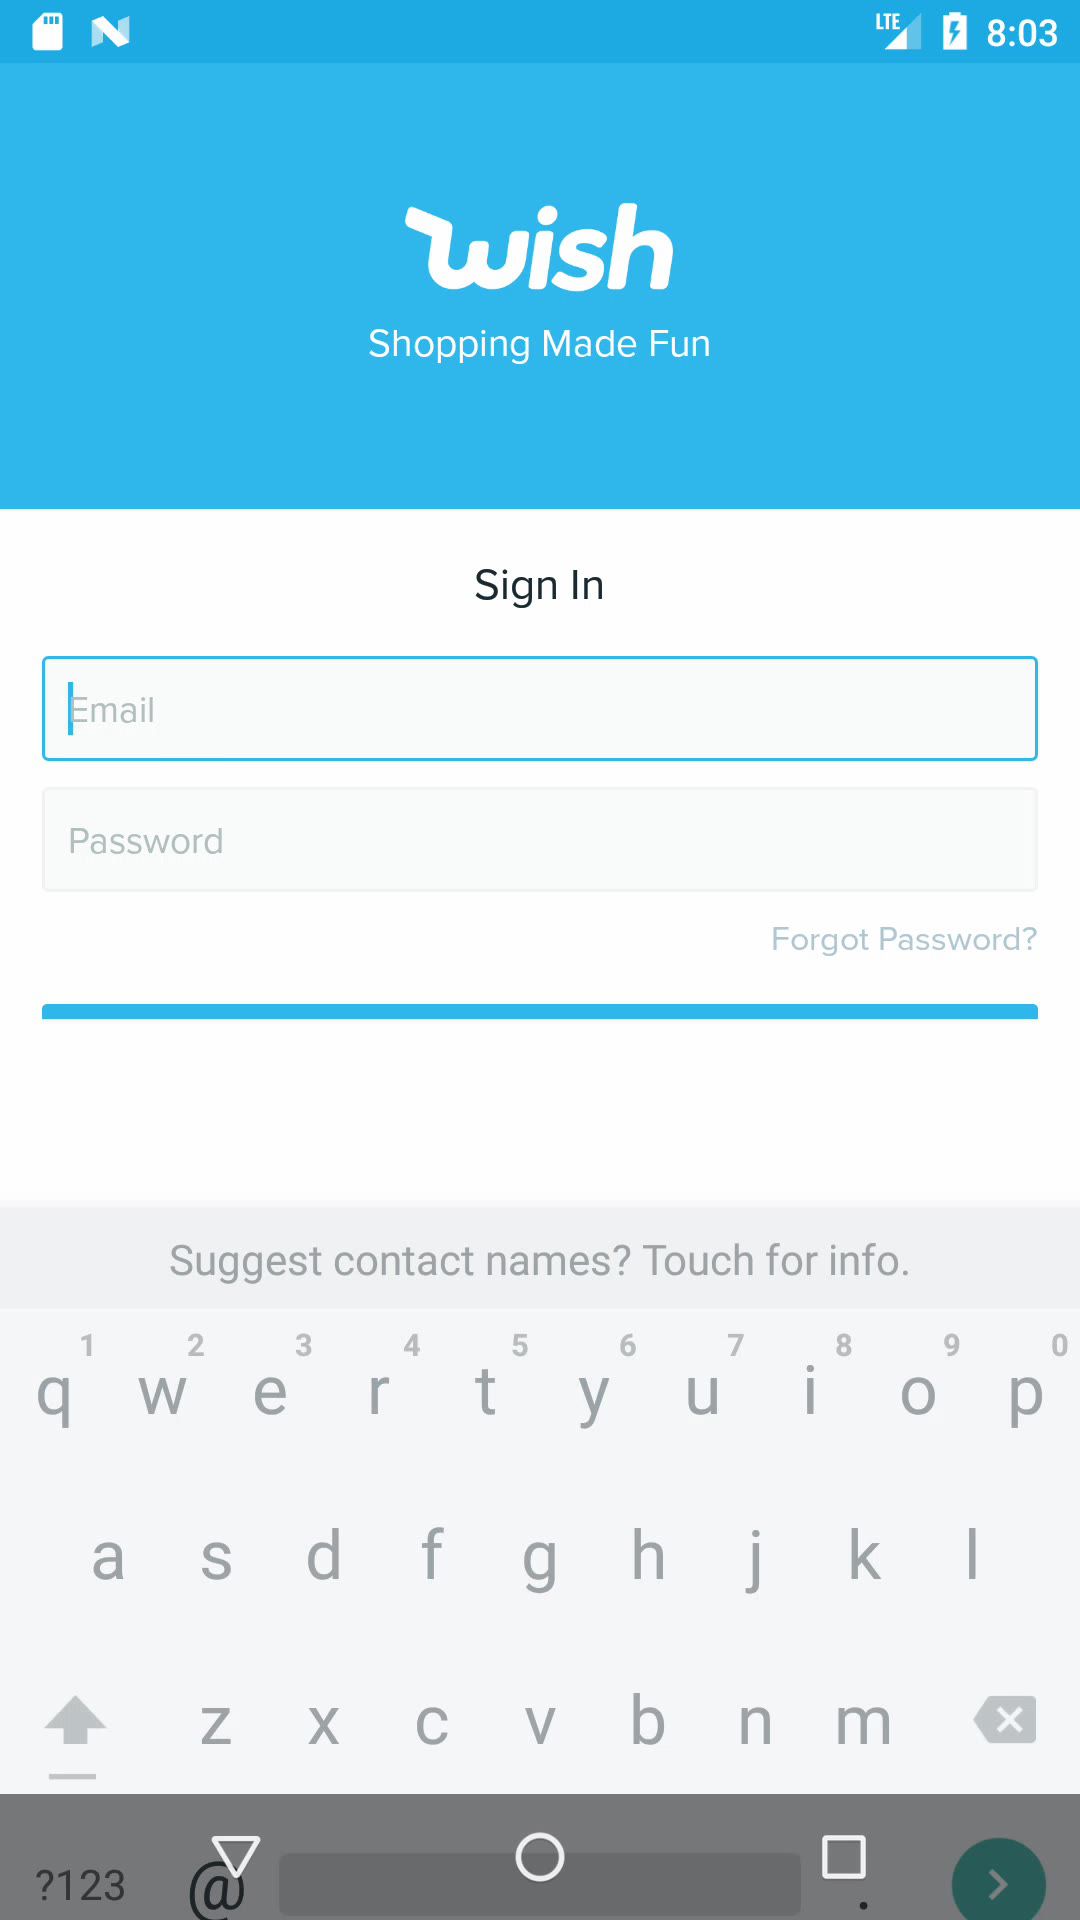 LTE 8:03
wish
Shopping Made Fun
Sign In
Email
Password
Forgot Password?
Suggest contact names? Touch for info.
1 2 3 4 5 6 7 8 9 0
q w e r t y u i o p
a s d f g h j k l
z x c v b n m
?123 @ .